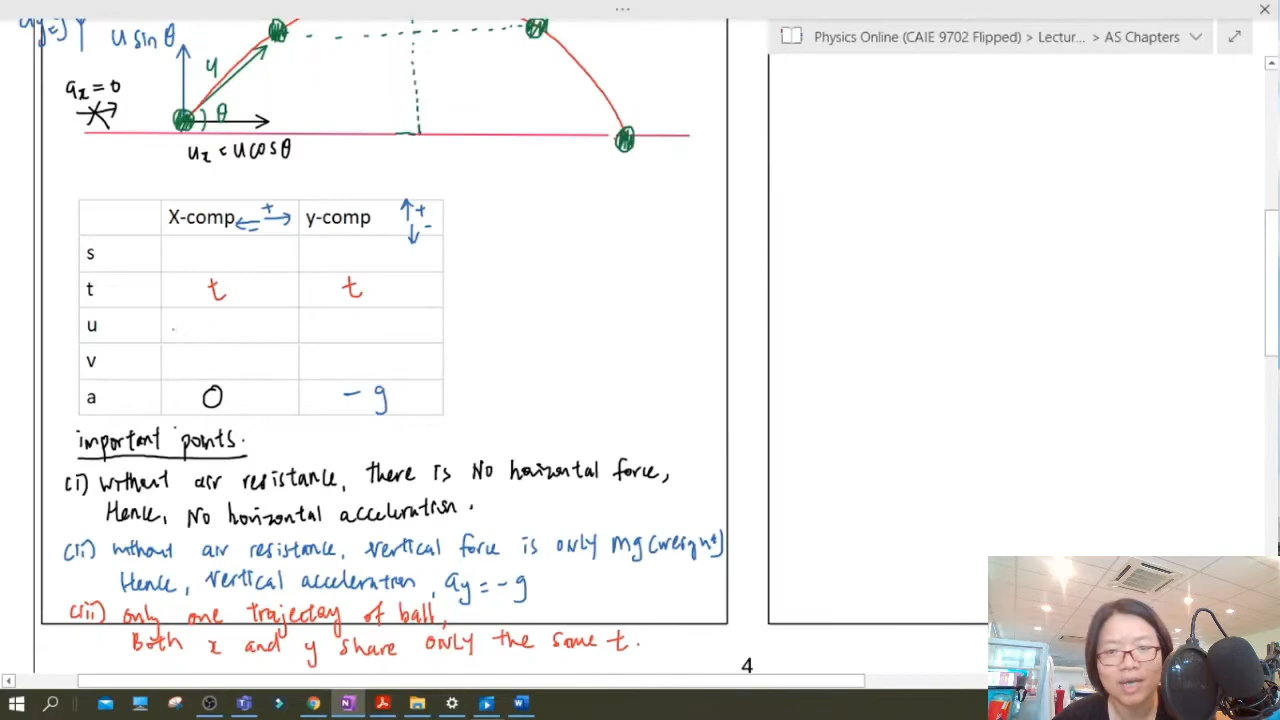 Physics Online (CAIE 9702 Flipped) > Lectur... > AS Chapters
u sinθ
u
ax = 0
θ
ux = u cosθ
X-comp + - y-comp + -
s
t t t
u
v
a 0 -g
important points.
(i) without air resistance, there is No horizontal force,
Hence, No horizontal acceleration.
(ii) without air resistance, vertical force is only mg (weight)
Hence, vertical acceleration, ay = -g
(iii) only one trajectory of ball,
Both x and y share ONLY the same t.
4